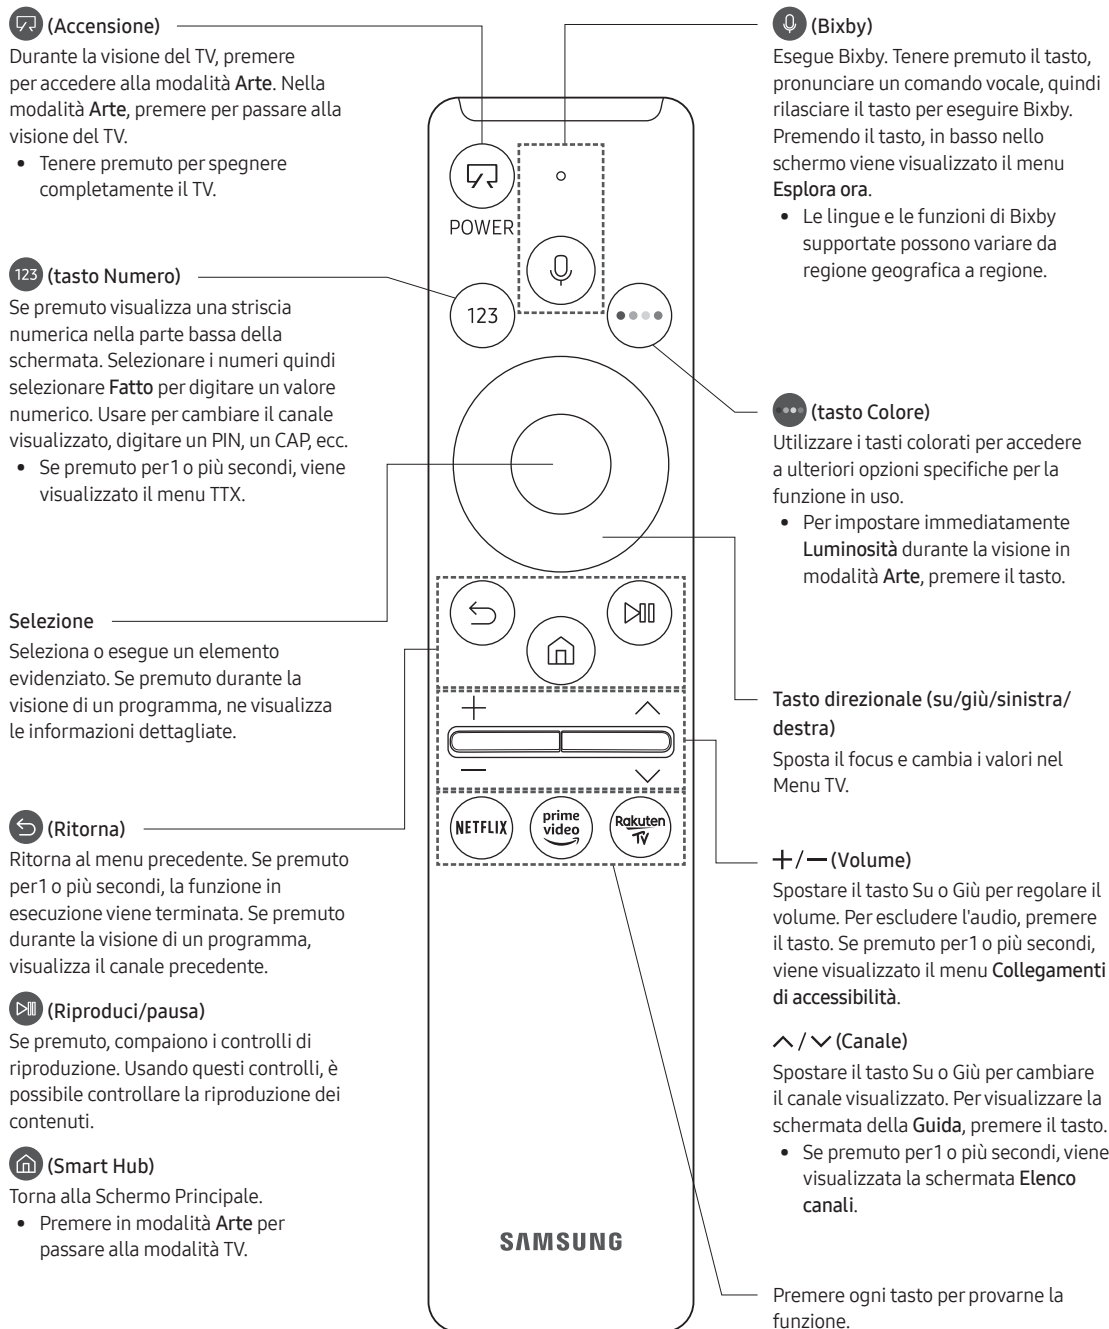 (Accensione)
Durante la visione del TV, premere
per accedere alla modalità Arte. Nella
modalità Arte, premere per passare alla
visione del TV.
• Tenere premuto per spegnere
completamente il TV.
123 (tasto Numero)
Se premuto visualizza una striscia
numerica nella parte bassa della
schermata. Selezionare i numeri quindi
selezionare Fatto per digitare un valore
numerico. Usare per cambiare il canale
visualizzato, digitare un PIN, un CAP, ecc.
• Se premuto per1 o più secondi, viene
visualizzato il menu TTX.
Selezione
Seleziona o esegue un elemento
evidenziato. Se premuto durante la
visione di un programma, ne visualizza
le informazioni dettagliate.
(Ritorna)
Ritorna al menu precedente. Se premuto
per1 o più secondi, la funzione in
esecuzione viene terminata. Se premuto
durante la visione di un programma,
visualizza il canale precedente.
(Riproduci/pausa)
Se premuto, compaiono i controlli di
riproduzione. Usando questi controlli, è
possibile controllare la riproduzione dei
contenuti.
(Smart Hub)
Torna alla Schermo Principale.
• Premere in modalità Arte per
passare alla modalità TV.
POWER
123
NETFLIX
prime
video
Rakuten
TV
SAMSUNG
(Bixby)
Esegue Bixby. Tenere premuto il tasto,
pronunciare un comando vocale, quindi
rilasciare il tasto per eseguire Bixby.
Premendo il tasto, in basso nello
schermo viene visualizzato il menu
Esplora ora.
• Le lingue e le funzioni di Bixby
supportate possono variare da
regione geografica a regione.
(tasto Colore)
Utilizzare i tasti colorati per accedere
a ulteriori opzioni specifiche per la
funzione in uso.
• Per impostare immediatamente
Luminosità durante la visione in
modalità Arte, premere il tasto.
Tasto direzionale (su/giù/sinistra/
destra)
Sposta il focus e cambia i valori nel
Menu TV.
+/— (Volume)
Spostare il tasto Su o Giù per regolare il
volume. Per escludere l'audio, premere
il tasto. Se premuto per1 o più secondi,
viene visualizzato il menu Collegamenti
di accessibilità.
/ (Canale)
Spostare il tasto Su o Giù per cambiare
il canale visualizzato. Per visualizzare la
schermata della Guida, premere il tasto.
• Se premuto per1 o più secondi, viene
visualizzata la schermata Elenco
canali.
Premere ogni tasto per provarne la
funzione.